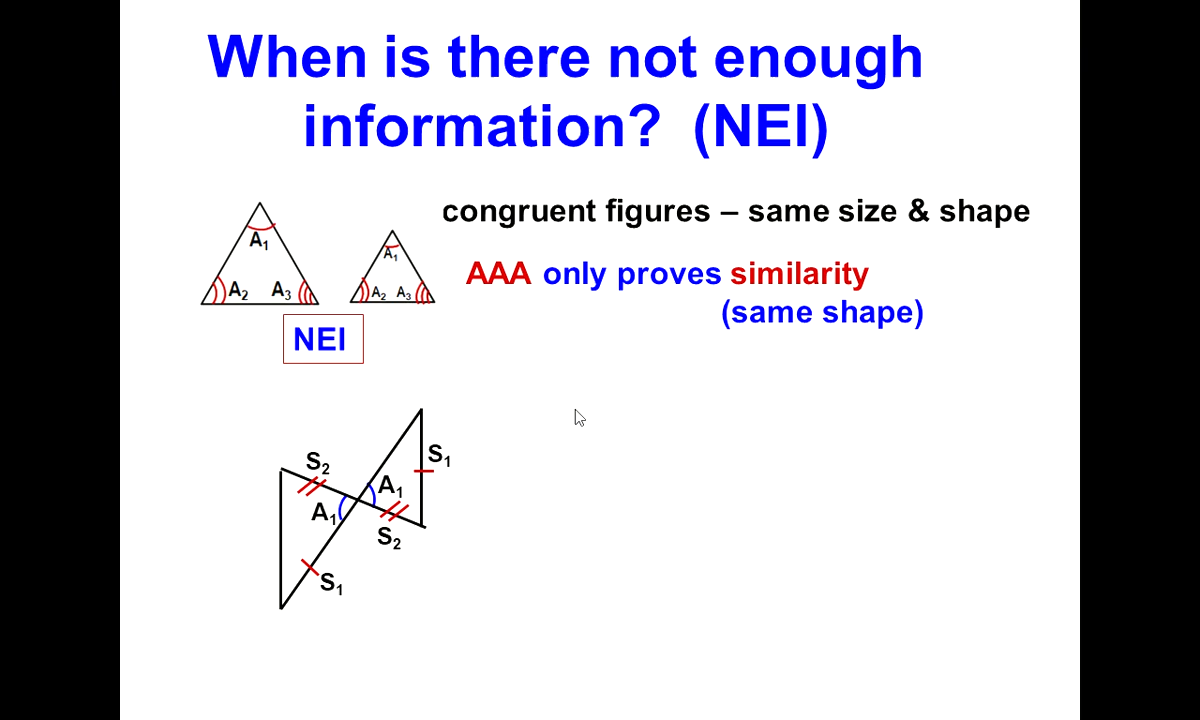 When is there not enough
information? (NEI)
congruent figures – same size & shape
A₁
A₁
AAA only proves similarity
A₂ A₃
A₂ A₃
(same shape)
NEI
S₂
S₁
A₁
A₁
S₂
S₁